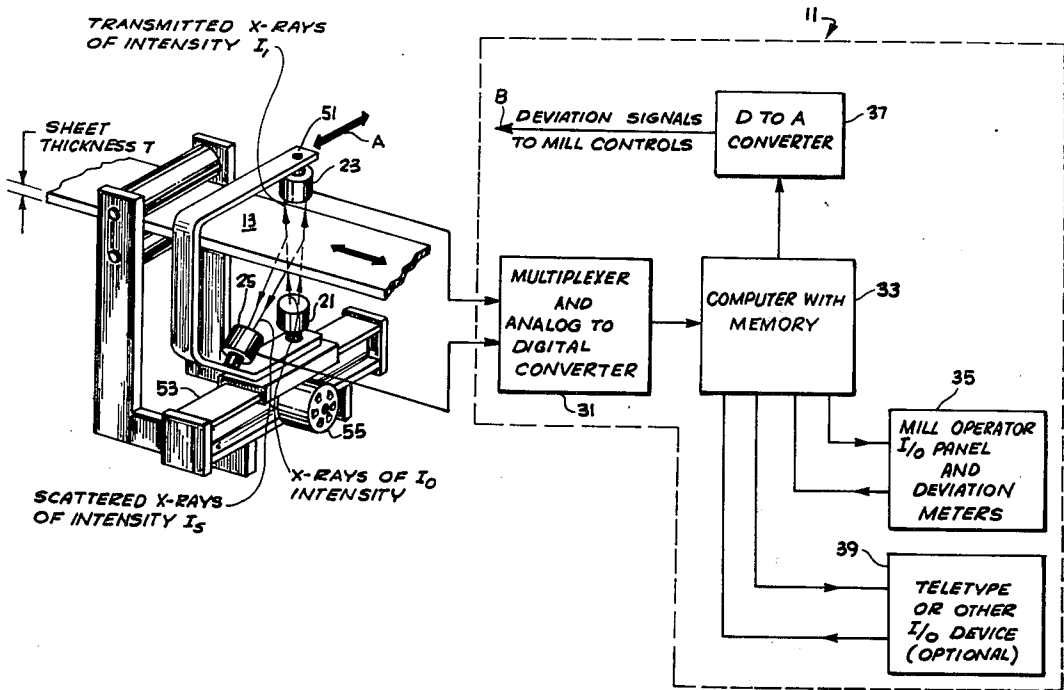 TRANSMITTED X-RAYS
OF INTENSITY I₁
SHEET
THICKNESS T
51
A
23
13
25
21
53
55
X-RAYS OF I₀
INTENSITY
SCATTERED X-RAYS
OF INTENSITY Iₛ
11
B
DEVIATION SIGNALS
TO MILL CONTROLS
D TO A
CONVERTER
37
MULTIPLEXER
AND
ANALOG TO
DIGITAL
CONVERTER
31
COMPUTER WITH
MEMORY
33
35
MILL OPERATOR
I/O PANEL
AND
DEVIATION
METERS
39
TELETYPE
OR OTHER
I/O DEVICE
(OPTIONAL)